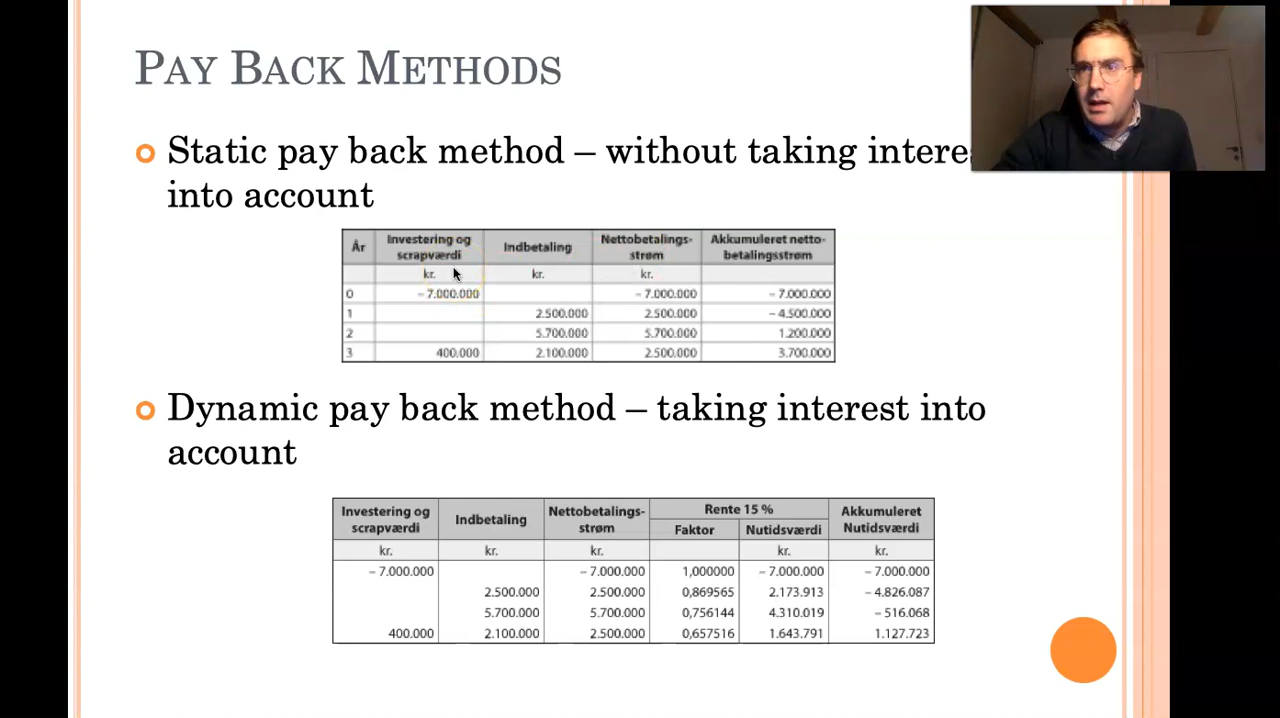 PAY BACK METHODS
Static pay back method – without taking intere
into account
År Investering og scrapværdi Indbetaling Nettobetalings-strøm Akkumuleret netto-betalingsstrøm
kr. kr. kr.
0 – 7.000.000 – 7.000.000 – 7.000.000
1 2.500.000 2.500.000 – 4.500.000
2 5.700.000 5.700.000 1.200.000
3 400.000 2.100.000 2.500.000 3.700.000
Dynamic pay back method – taking interest into
account
Investering og scrapværdi Indbetaling Nettobetalings-strøm Rente 15 % Akkumuleret Nutidsværdi
Faktor Nutidsværdi
kr. kr. kr. kr. kr.
– 7.000.000 – 7.000.000 1,000000 – 7.000.000 – 7.000.000
2.500.000 2.500.000 0,869565 2.173.913 – 4.826.087
5.700.000 5.700.000 0,756144 4.310.019 – 516.068
400.000 2.100.000 2.500.000 0,657516 1.643.791 1.127.723